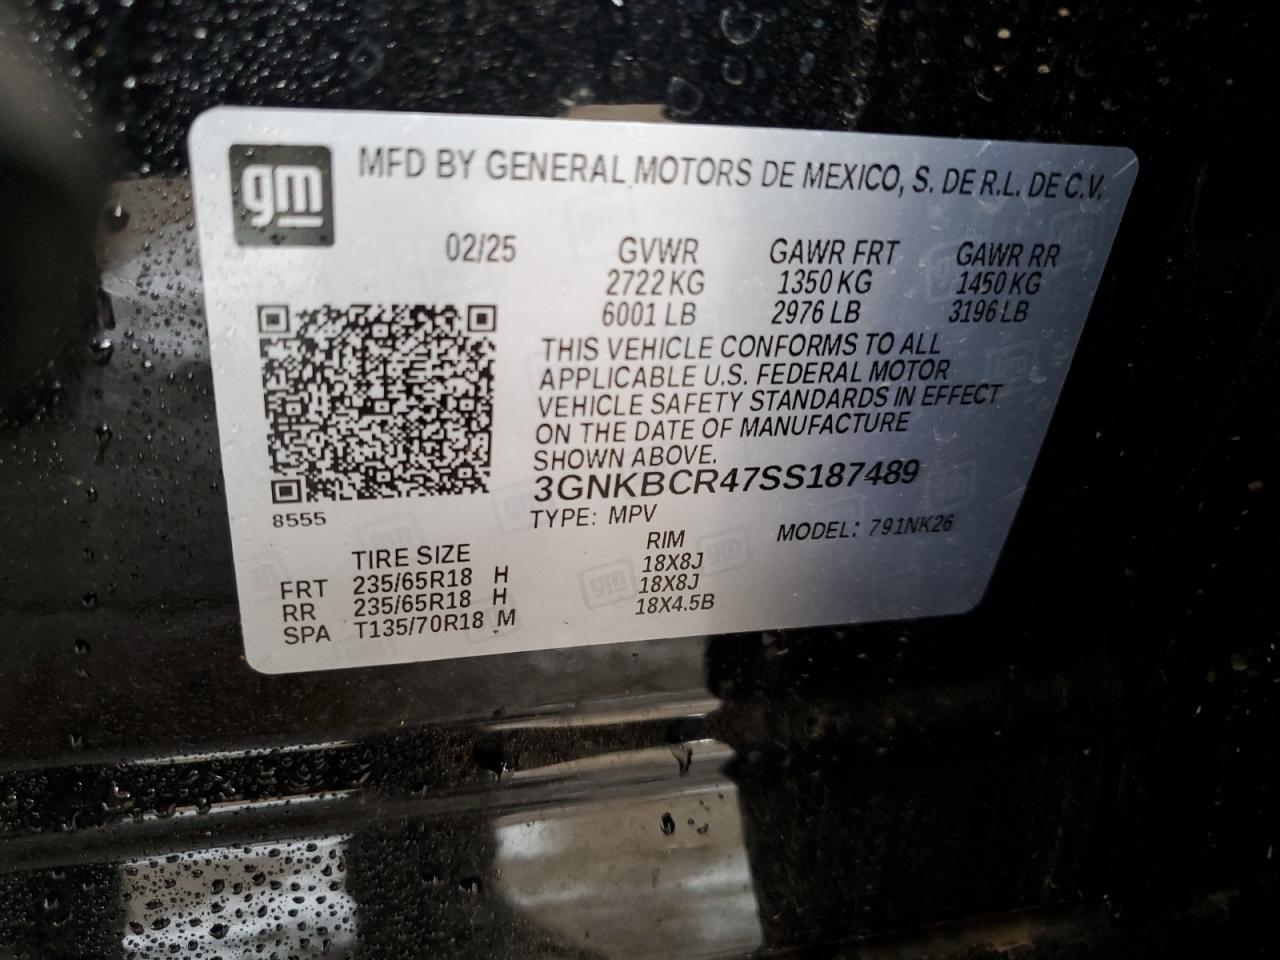 gm
MFD BY GENERAL MOTORS DE MEXICO, S. DE R.L. DE C.V.
02/25 GVWR GAWR FRT GAWR RR
2722 KG 1350 KG 1450 KG
6001 LB 2976 LB 3196 LB
THIS VEHICLE CONFORMS TO ALL
APPLICABLE U.S. FEDERAL MOTOR
VEHICLE SAFETY STANDARDS IN EFFECT
ON THE DATE OF MANUFACTURE
SHOWN ABOVE.
3GNKBCR47SS187489
8555
TYPE: MPV MODEL: 791NK26
TIRE SIZE RIM
FRT 235/65R18 H 18X8J
RR 235/65R18 H 18X8J
SPA T135/70R18 M 18X4.5B